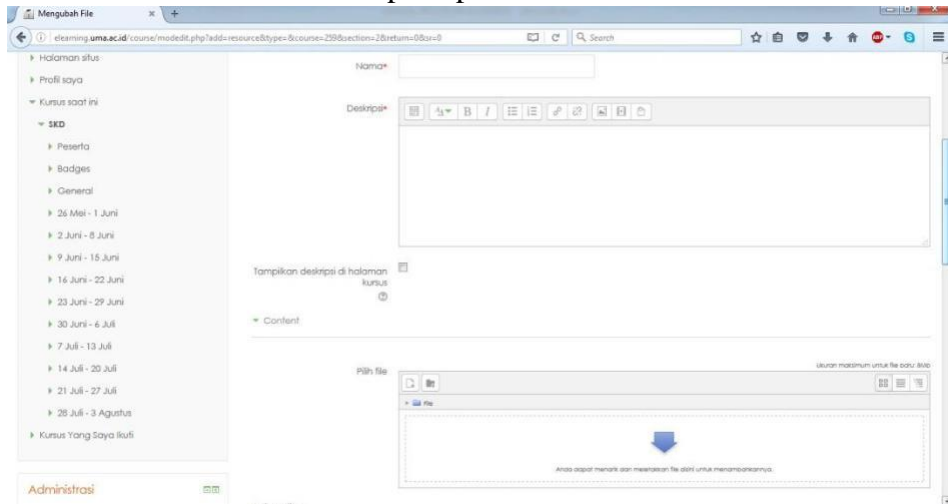 Mengubah File
elearning.uma.ac.id/course/modedit.php?add=resource&type=&course=259&section=2&return=0&sr=0
Search
Halaman situs
Profil saya
Kursus saat ini
SKD
Peserta
Badges
General
26 Mei - 1 Juni
2 Juni - 8 Juni
9 Juni - 15 Juni
16 Juni - 22 Juni
23 Juni - 29 Juni
30 Juni - 6 Juli
7 Juli - 13 Juli
14 Juli - 20 Juli
21 Juli - 27 Juli
28 Juli - 3 Agustus
Kursus Yang Saya Ikuti
Administrasi
Nama*
Deskripsi*
B I
Tampilkan deskripsi di halaman
kursus
Content
Pilih file
Ukuran maksimum untuk file baru: 8Mb
File
Anda dapat menarik dan meletakkan file disini untuk menambahkannya.